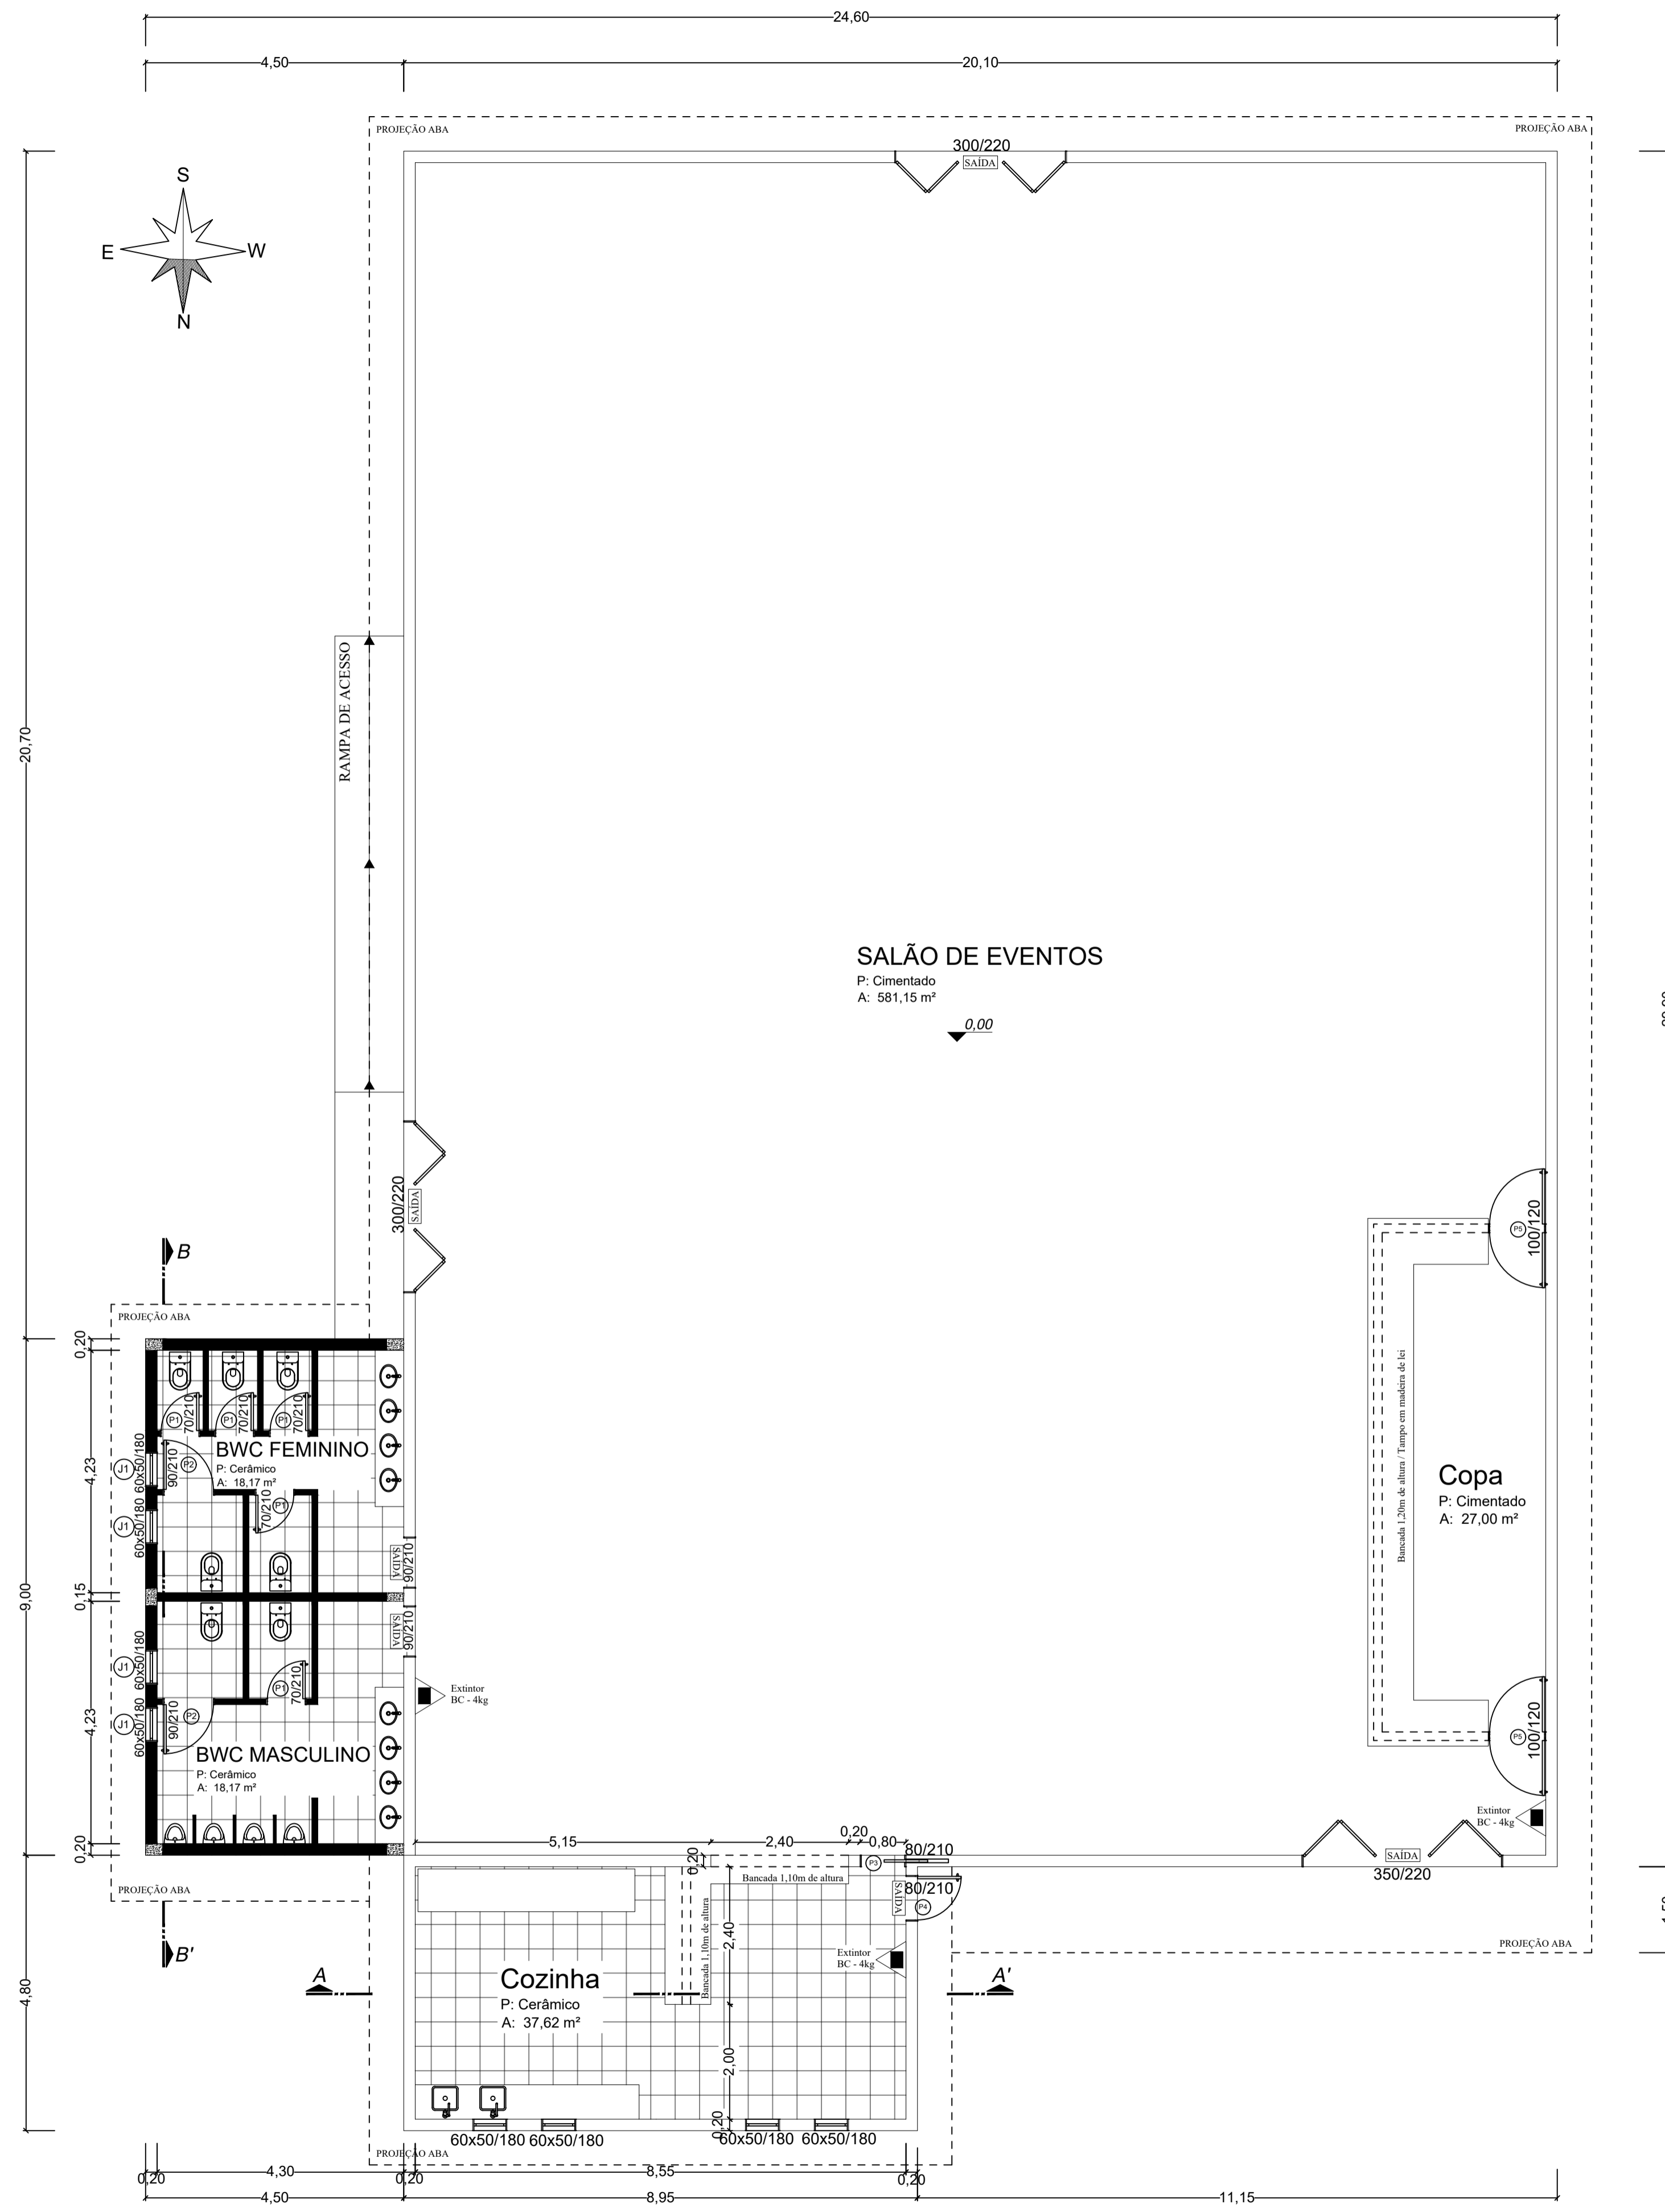 24,60
4,50
20,10
PROJEÇÃO ABA
PROJEÇÃO ABA
300/220
SAÍDA
S
E
W
N
20,70
RAMPA DE ACESSO
SALÃO DE EVENTOS
P: Cimentado
A: 581,15 m²
0,00
300/220
SAÍDA
P5
100/120
B
PROJEÇÃO ABA
0,20
4,23
0,15
4,23
0,20
9,00
P1
70/210
P1
70/210
P1
70/210
BWC FEMININO
P: Cerâmico
A: 18,17 m²
J1
60x50/180
90/210
P2
J1
60x50/180
70/210
P1
SAÍDA
90/210
SAÍDA
90/210
Bancada 1,20m de altura / Tampo em madeira de lei
Copa
P: Cimentado
A: 27,00 m²
J1
60x50/180
P1
70/210
Extintor
BC - 4kg
J1
60x50/180
90/210
P2
BWC MASCULINO
P: Cerâmico
A: 18,17 m²
P5
100/120
Extintor
BC - 4kg
5,15
2,40
0,20
0,80
0,20
P3
80/210
SAÍDA
350/220
Bancada 1,10m de altura
80/210
SAÍDA
P4
PROJEÇÃO ABA
Bancada 1,10m de altura
2,40
Extintor
BC - 4kg
PROJEÇÃO ABA
B'
A
A'
4,80
Cozinha
P: Cerâmico
A: 37,62 m²
2,00
0,20
60x50/180
60x50/180
60x50/180
60x50/180
PROJEÇÃO ABA
0,20
4,30
0,20
8,55
0,20
4,50
8,95
11,15